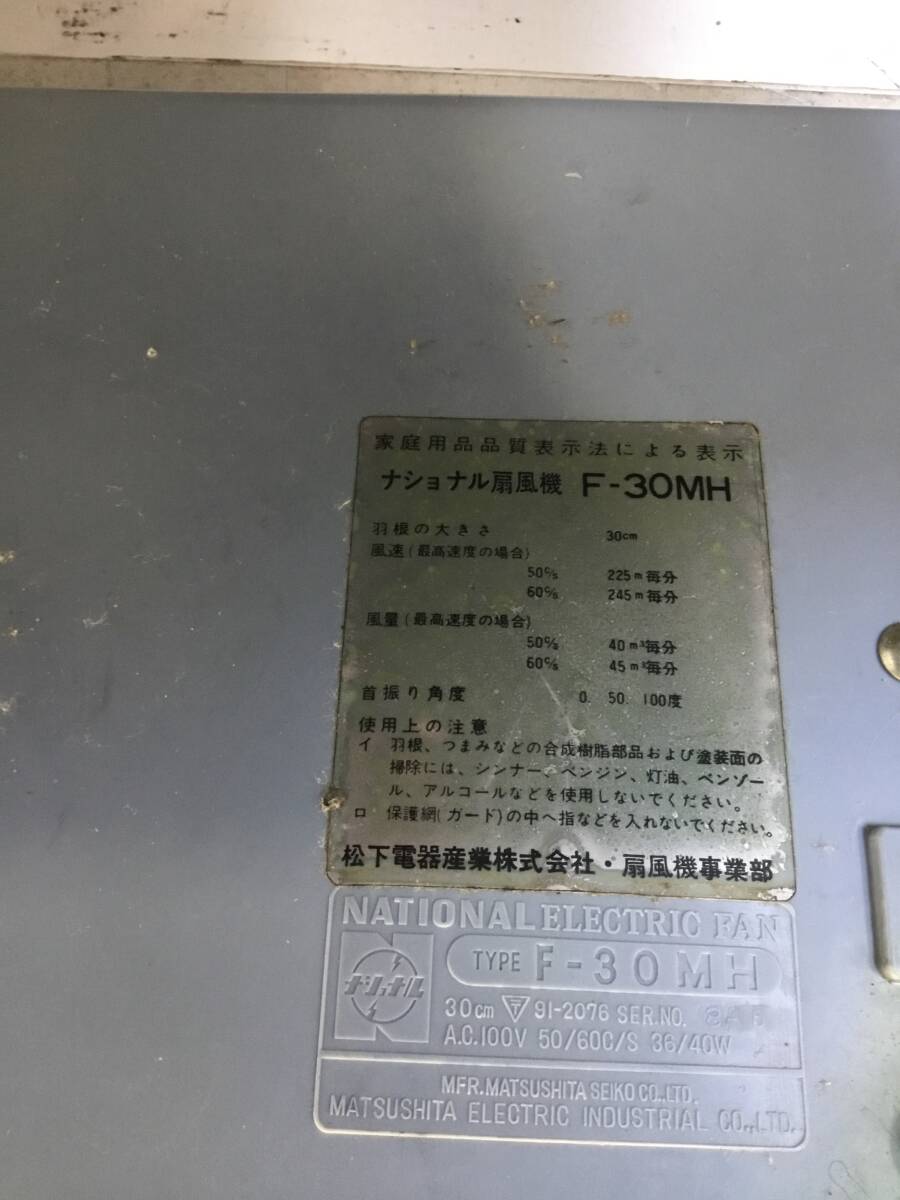 家庭用品品質表示法による表示
ナショナル扇風機 F-30MH
羽根の大きさ 30cm
風速(最高速度の場合)
50c/s 225m毎分
60c/s 245m毎分
風量(最高速度の場合)
50c/s 40m³毎分
60c/s 45m³毎分
首振り角度 0. 50. 100度
使用上の注意
イ 羽根、つまみなどの合成樹脂部品および塗装面の
掃除には、シンナー、ベンジン、灯油、ベンゾー
ル、アルコールなどを使用しないでください。
ロ 保護網(ガード)の中へ指などを入れないでください。
松下電器産業株式会社・扇風機事業部
NATIONAL ELECTRIC FAN
ナショナル
TYPE F-30MH
30cm 〒 91-2076 SER.NO.
A.C.100V 50/60C/S 36/40W
MFR.MATSUSHITA SEIKO CO.,LTD.
MATSUSHITA ELECTRIC INDUSTRIAL CO.,LTD.